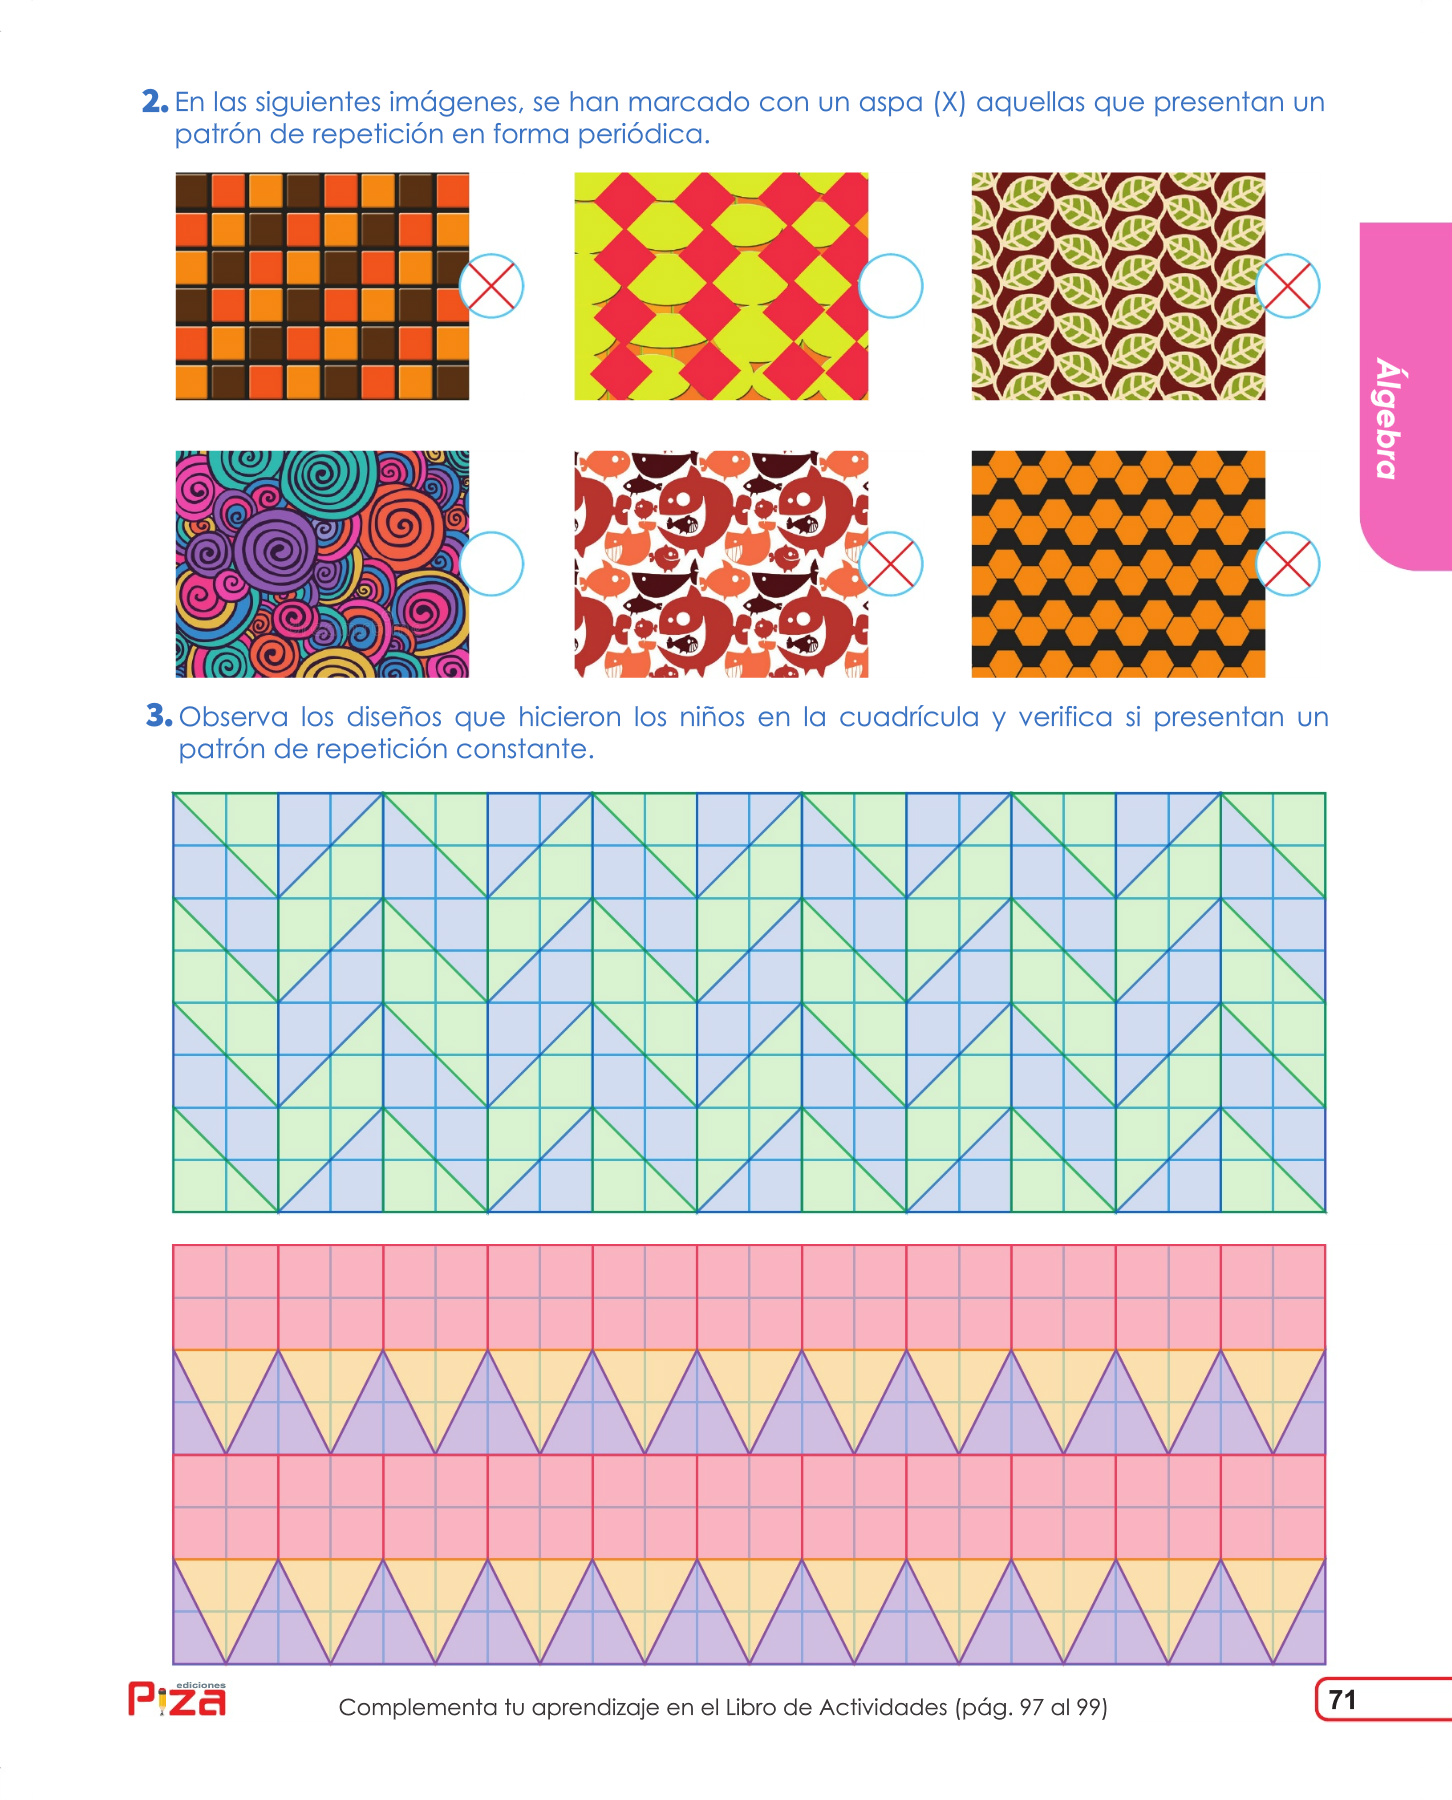 2. En las siguientes imágenes, se han marcado con un aspa (X) aquellas que presentan un
patrón de repetición en forma periódica.
Álgebra
3. Observa los diseños que hicieron los niños en la cuadrícula y verifica si presentan un
patrón de repetición constante.
ediciones
Piza
Complementa tu aprendizaje en el Libro de Actividades (pág. 97 al 99)
71